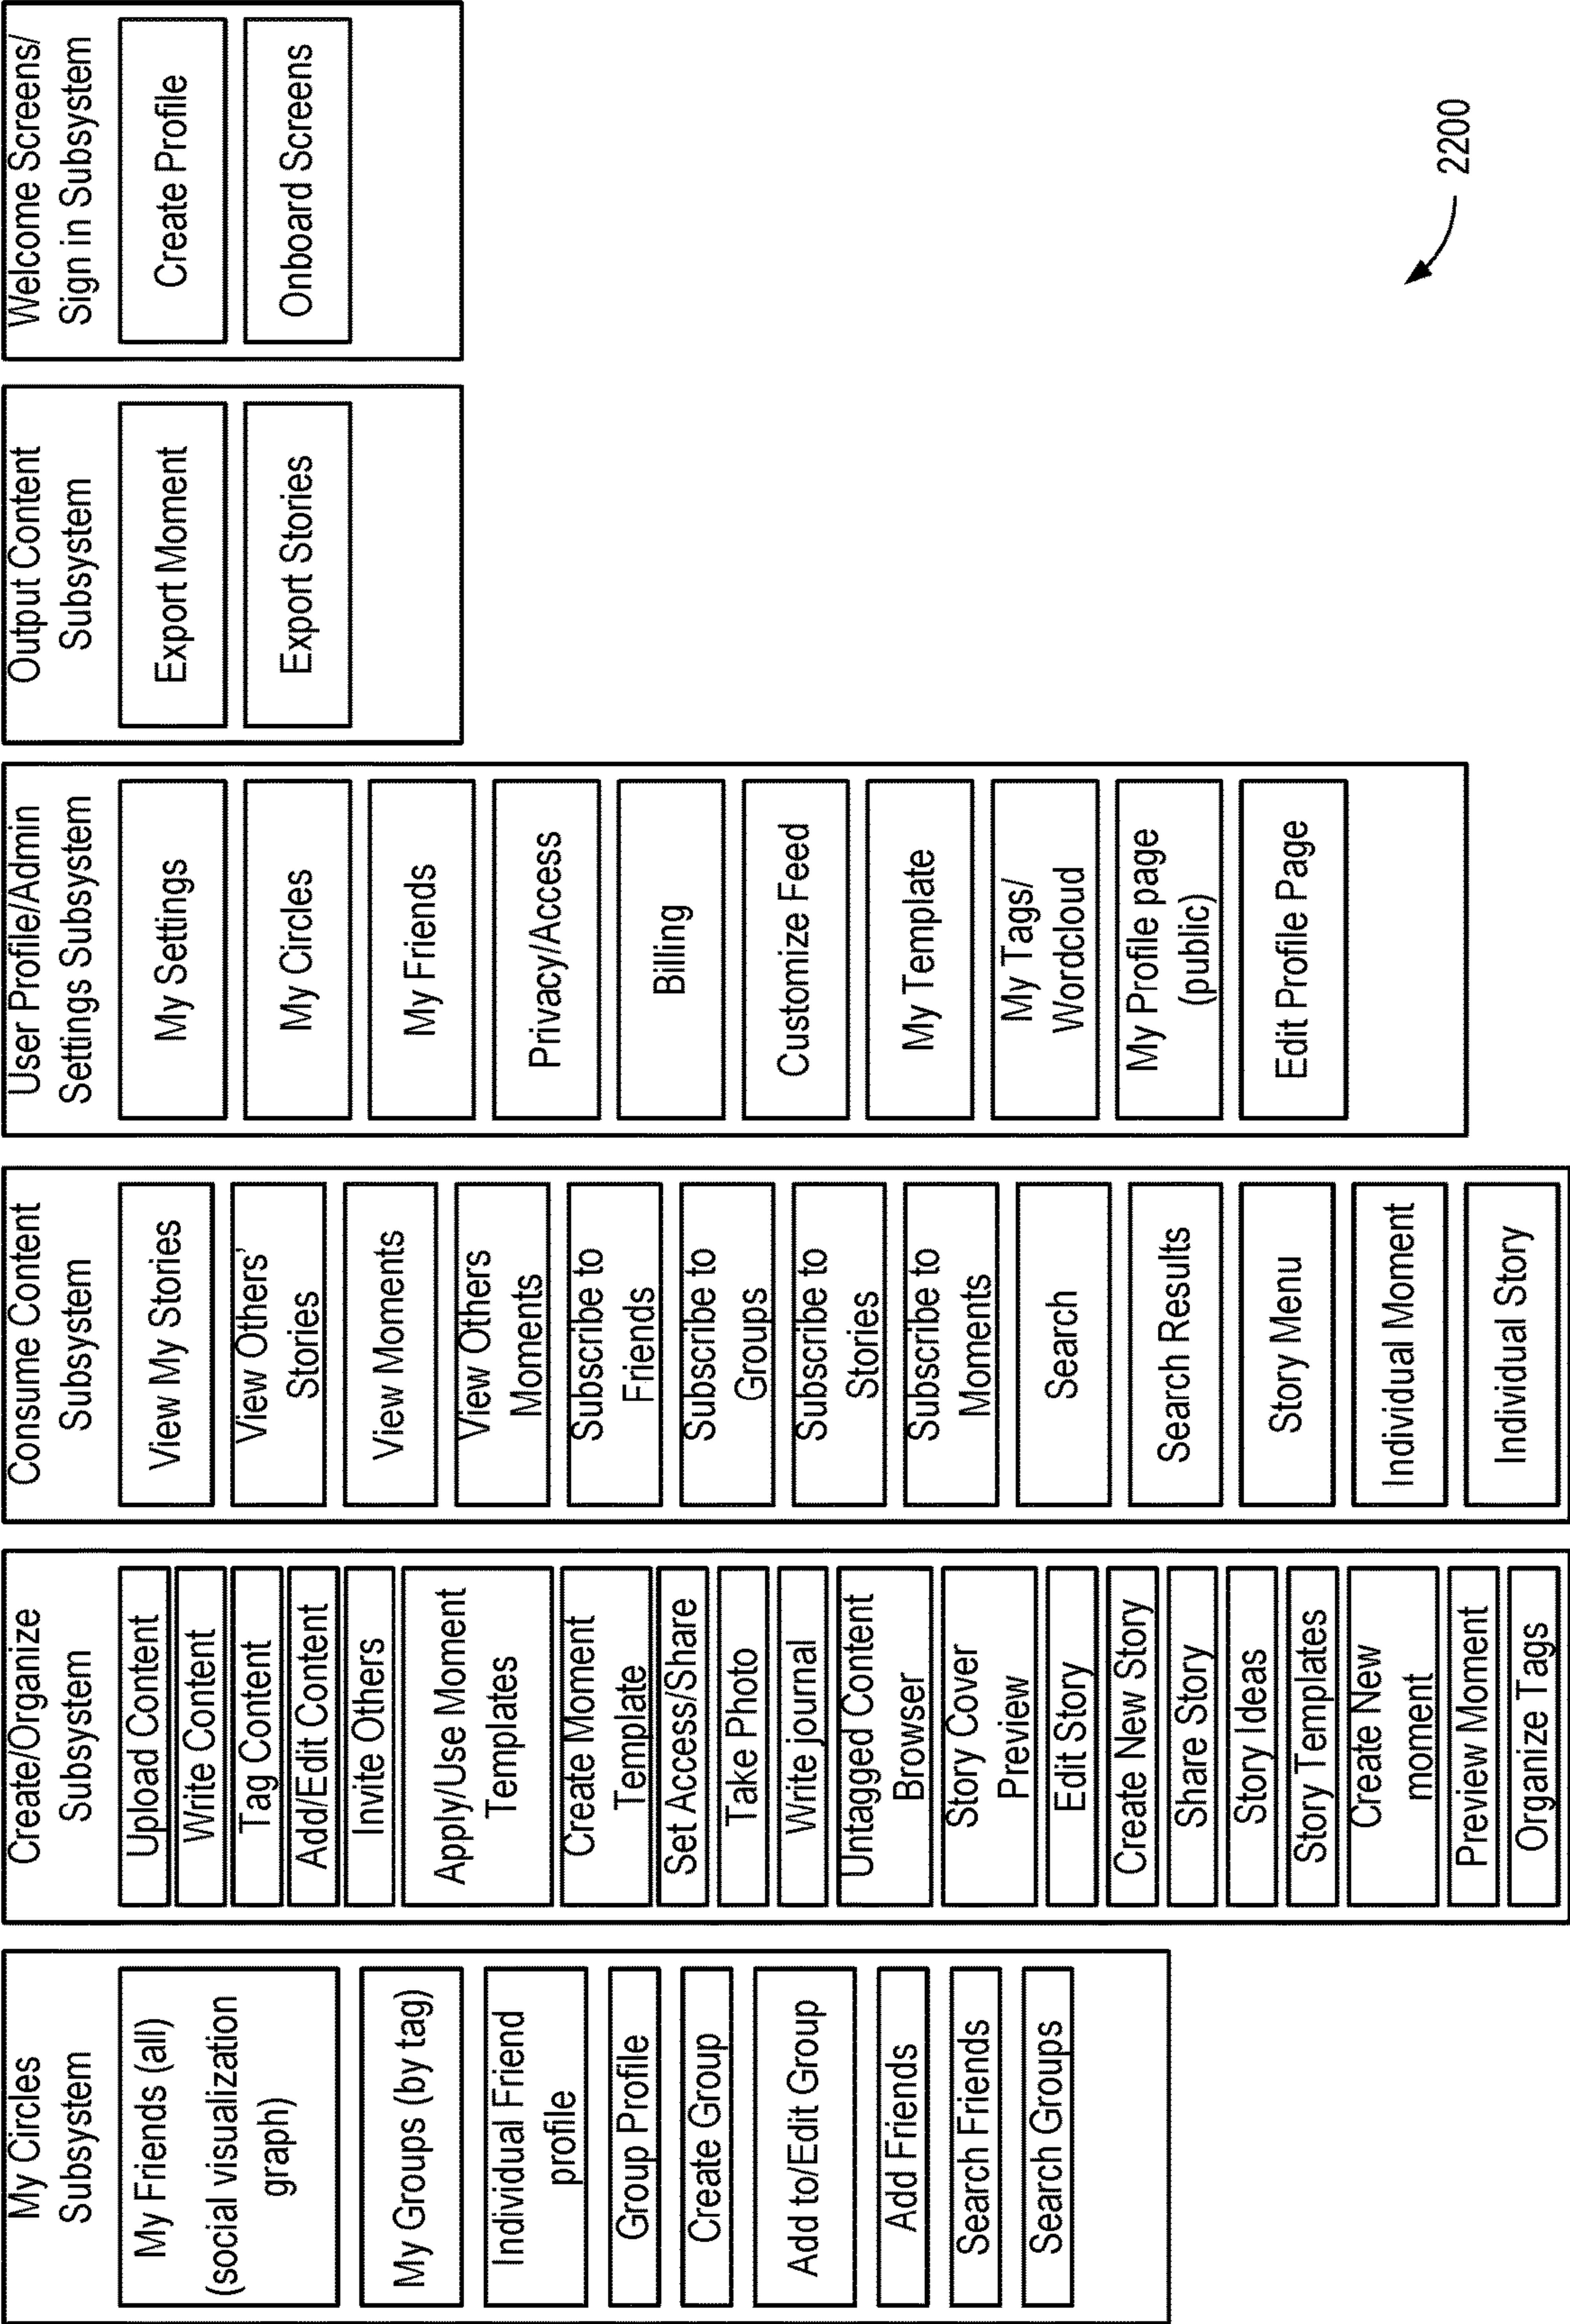 My Circles
Subsystem
My Friends (all)
(social visualization
graph)
My Groups (by tag)
Individual Friend
profile
Group Profile
Create Group
Add to/Edit Group
Add Friends
Search Friends
Search Groups
Create/Organize
Subsystem
Upload Content
Write Content
Tag Content
Add/Edit Content
Invite Others
Apply/Use Moment
Templates
Create Moment
Template
Set Access/Share
Take Photo
Write journal
Untagged Content
Browser
Story Cover
Preview
Edit Story
Create New Story
Share Story
Story Ideas
Story Templates
Create New
moment
Preview Moment
Organize Tags
Consume Content
Subsystem
View My Stories
View Others'
Stories
View Moments
View Others
Moments
Subscribe to
Friends
Subscribe to
Groups
Subscribe to
Stories
Subscribe to
Moments
Search
Search Results
Story Menu
Individual Moment
Individual Story
User Profile/Admin
Settings Subsystem
My Settings
My Circles
My Friends
Privacy/Access
Billing
Customize Feed
My Template
My Tags/
Wordcloud
My Profile page
(public)
Edit Profile Page
Output Content
Subsystem
Export Moment
Export Stories
Welcome Screens/
Sign in Subsystem
Create Profile
Onboard Screens
2200